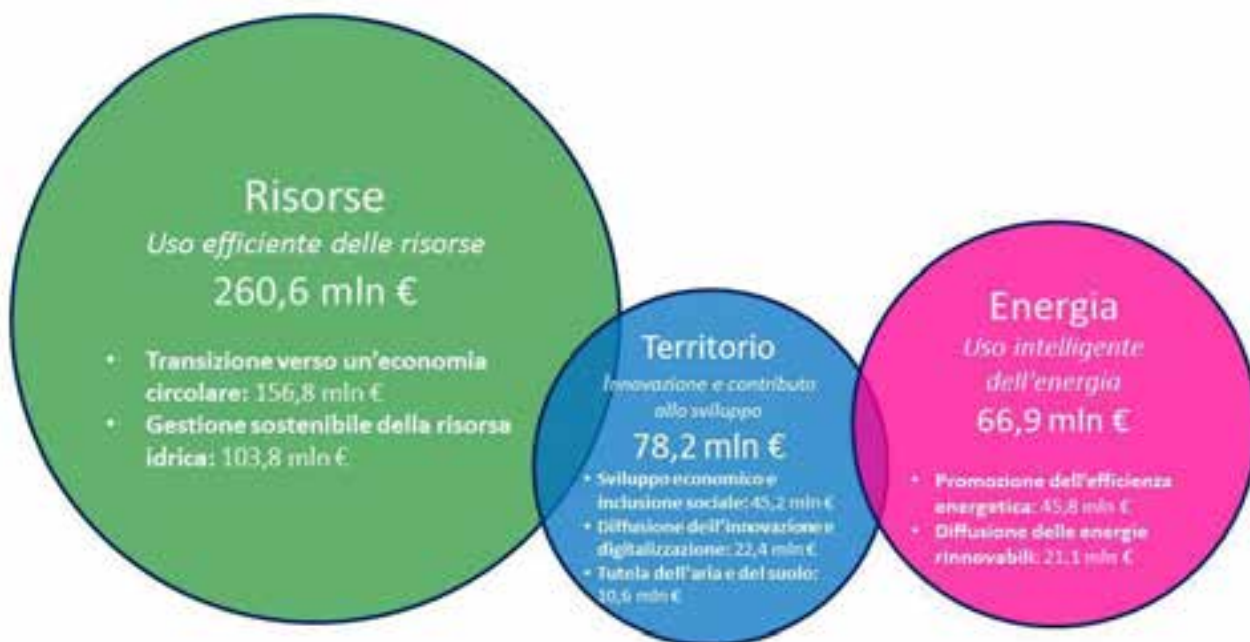 Risorse
Uso efficiente delle risorse
260,6 mln €
• Transizione verso un'economia
circolare: 156,8 mln €
• Gestione sostenibile della risorsa
idrica: 103,8 mln €
Territorio
Innovazione e contributo
allo sviluppo
78,2 mln €
• Sviluppo economico e
inclusione sociale: 45,2 mln €
• Diffusione dell'innovazione e
digitalizzazione: 22,4 mln €
• Tutela dell'aria e del suolo:
10,6 mln €
Energia
Uso intelligente
dell'energia
66,9 mln €
• Promozione dell'efficienza
energetica: 45,8 mln €
• Diffusione delle energie
rinnovabili: 21,1 mln €